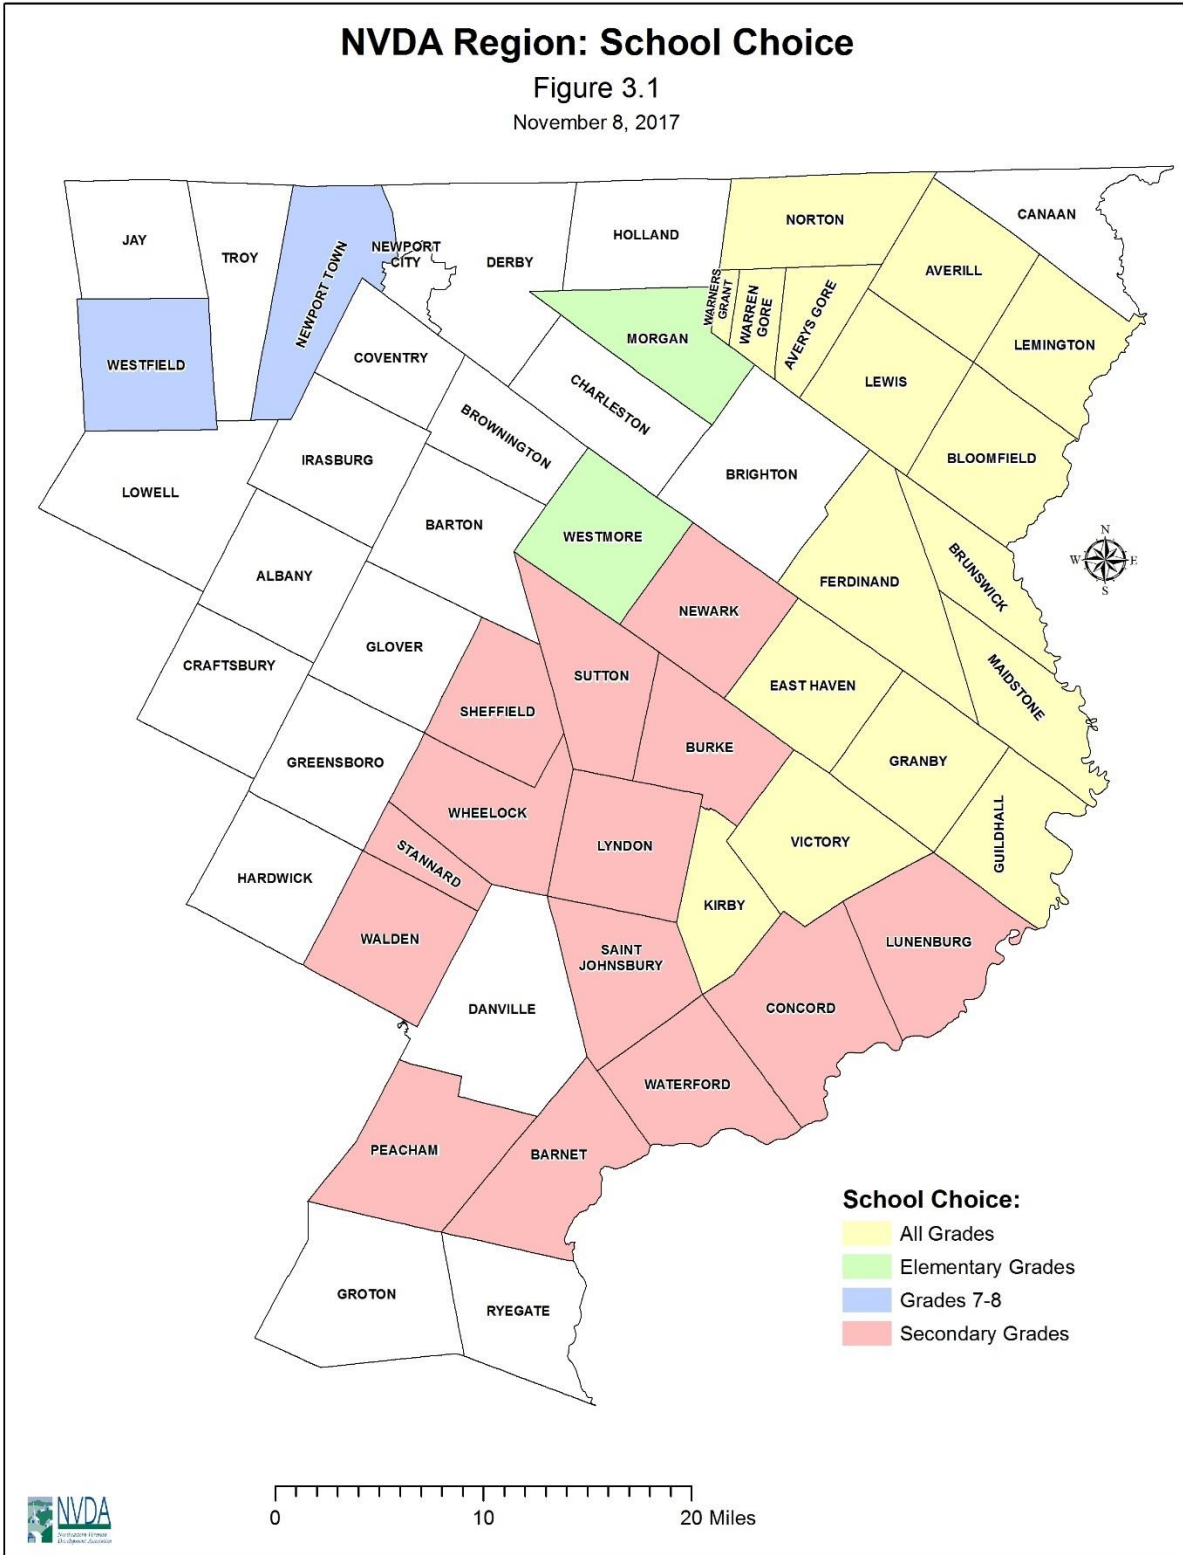 NVDA Region: School Choice
Figure 3.1
November 8, 2017
JAY
TROY
NEWPORT TOWN
NEWPORT
CITY
DERBY
HOLLAND
NORTON
CANAAN
AVERILL
WARNERS
GRANT
WARREN
GORE
AVERYS GORE
LEMINGTON
MORGAN
WESTFIELD
COVENTRY
LEWIS
CHARLESTON
BROWNINGTON
BLOOMFIELD
IRASBURG
BRIGHTON
LOWELL
BARTON
WESTMORE
N
W
E
S
ALBANY
FERDINAND
BRUNSWICK
NEWARK
GLOVER
CRAFTSBURY
SUTTON
EAST HAVEN
MAIDSTONE
SHEFFIELD
BURKE
GREENSBORO
GRANBY
WHEELOCK
GUILDHALL
LYNDON
VICTORY
STANNARD
HARDWICK
KIRBY
WALDEN
SAINT
JOHNSBURY
LUNENBURG
DANVILLE
CONCORD
WATERFORD
PEACHAM
BARNET
GROTON
RYEGATE
School Choice:
All Grades
Elementary Grades
Grades 7-8
Secondary Grades
NVDA
Northeastern Vermont
Development Association
0
10
20 Miles